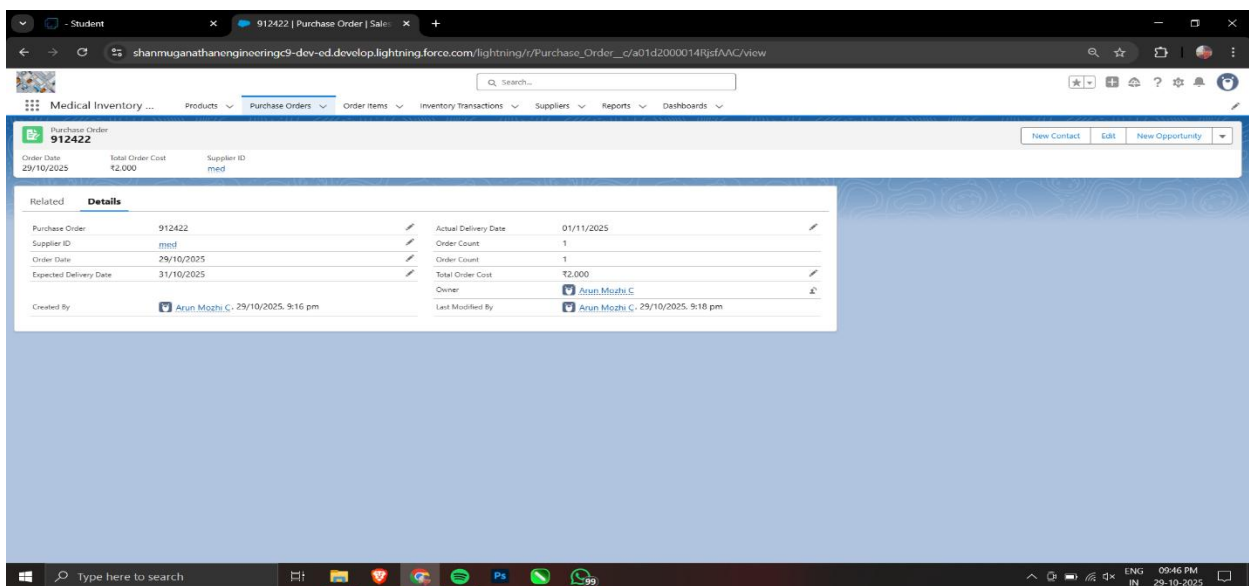 - Student
912422 | Purchase Order | Sales
shanmuganathanengineeringc9-dev-ed.develop.lightning.force.com/lightning/r/Purchase_Order__c/a01d2000014RjsfAAC/view
Search...
Medical Inventory ... Products Purchase Orders Order Items Inventory Transactions Suppliers Reports Dashboards
Purchase Order
912422
New Contact Edit New Opportunity
Order Date Total Order Cost Supplier ID
29/10/2025 ₹2,000 med
Related Details
Purchase Order 912422 Actual Delivery Date 01/11/2025
Supplier ID med Order Count 1
Order Date 29/10/2025 Order Count 1
Expected Delivery Date 31/10/2025 Total Order Cost ₹2,000
Owner Arun Mozhi C
Created By Arun Mozhi C, 29/10/2025, 9:16 pm Last Modified By Arun Mozhi C, 29/10/2025, 9:18 pm
Type here to search
Ps
99
ENG 09:46 PM
IN 29-10-2025